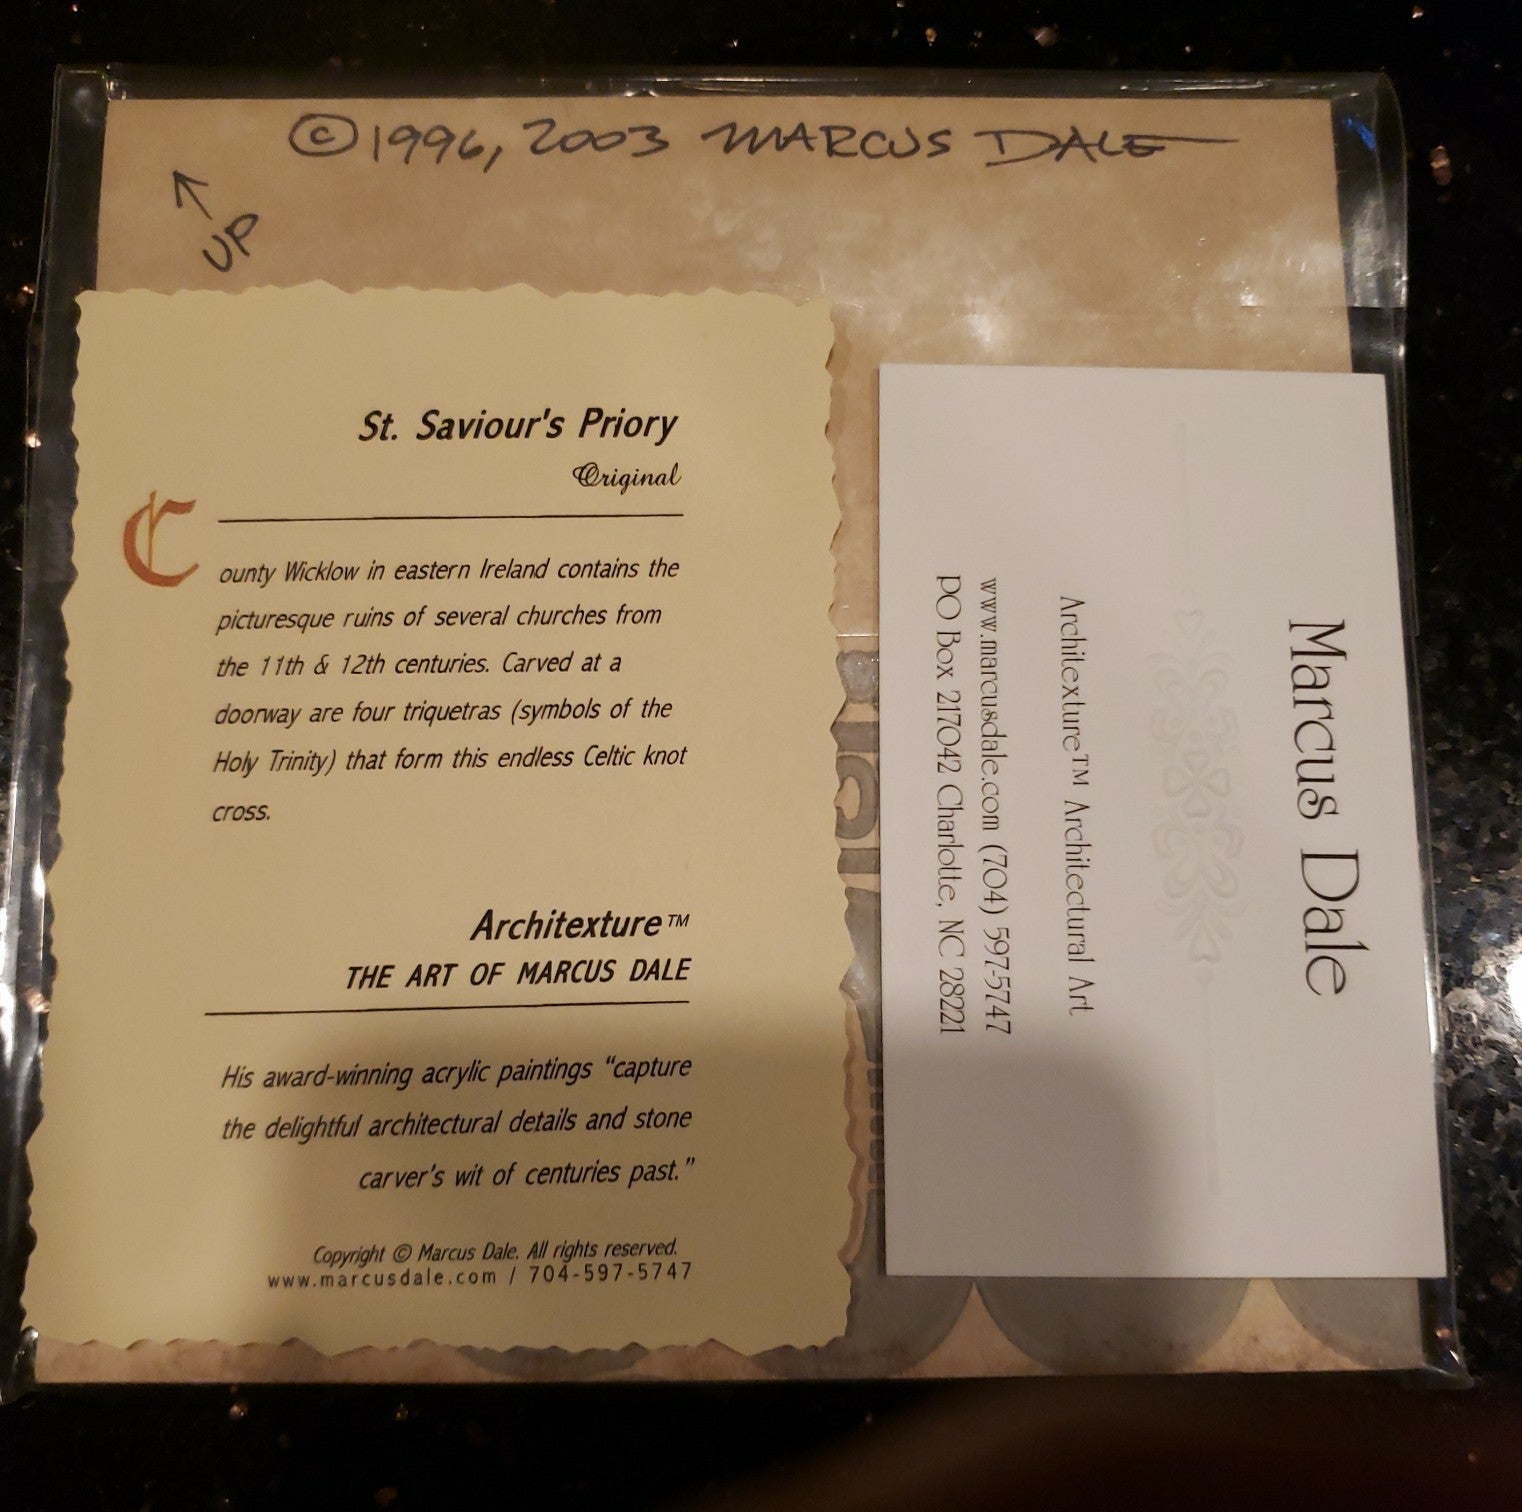 ©1996, 2003 MARCUS DALE
↑
UP
St. Saviour's Priory
Original
County Wicklow in eastern Ireland contains the
picturesque ruins of several churches from
the 11th & 12th centuries. Carved at a
doorway are four triquetras (symbols of the
Holy Trinity) that form this endless Celtic knot
cross.
Architexture™
THE ART OF MARCUS DALE
His award-winning acrylic paintings “capture
the delightful architectural details and stone
carver's wit of centuries past.”
Copyright © Marcus Dale. All rights reserved.
www.marcusdale.com / 704-597-5747
Marcus Dale
Architexture™ Architectural Art
www.marcusdale.com (704) 597-5747
PO Box 217042 Charlotte, NC 28221